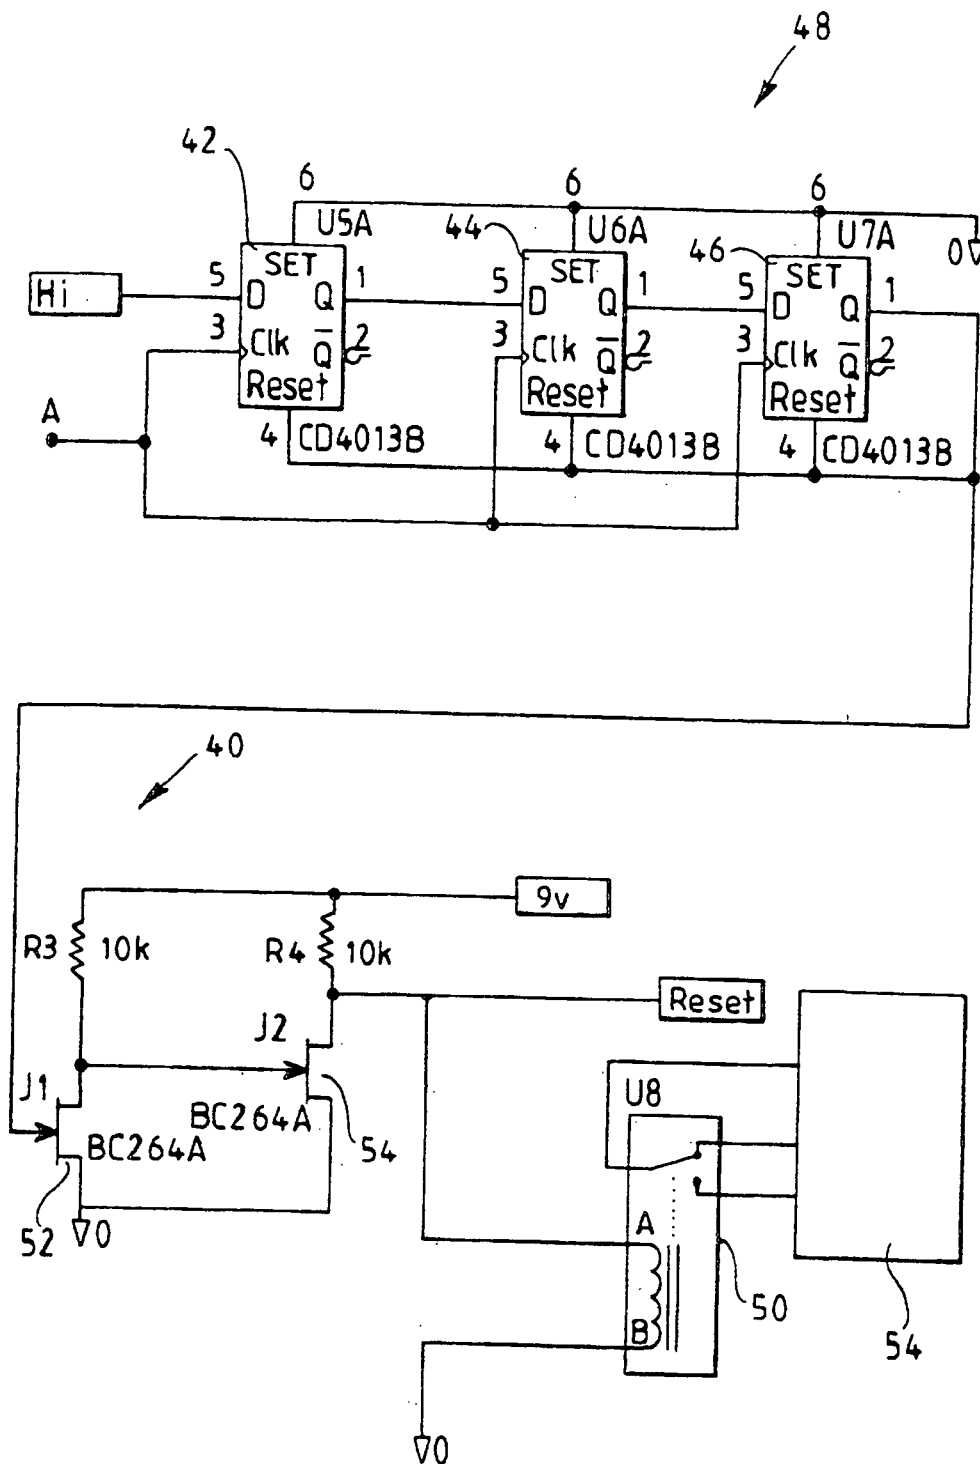 48
42
6
6
6
U5A
44
U6A
46
U7A
0
SET
SET
SET
Hi
5
D
Q
1
5
D
Q
1
5
D
Q
1
3
Clk
Q
2
3
Clk
Q
2
3
Clk
Q
2
Reset
Reset
Reset
A
4
CD4013B
4
CD4013B
4
CD4013B
40
9v
R3
10k
R4
10k
Reset
J2
J1
BC264A
BC264A
54
U8
52
0
A
50
B
54
0